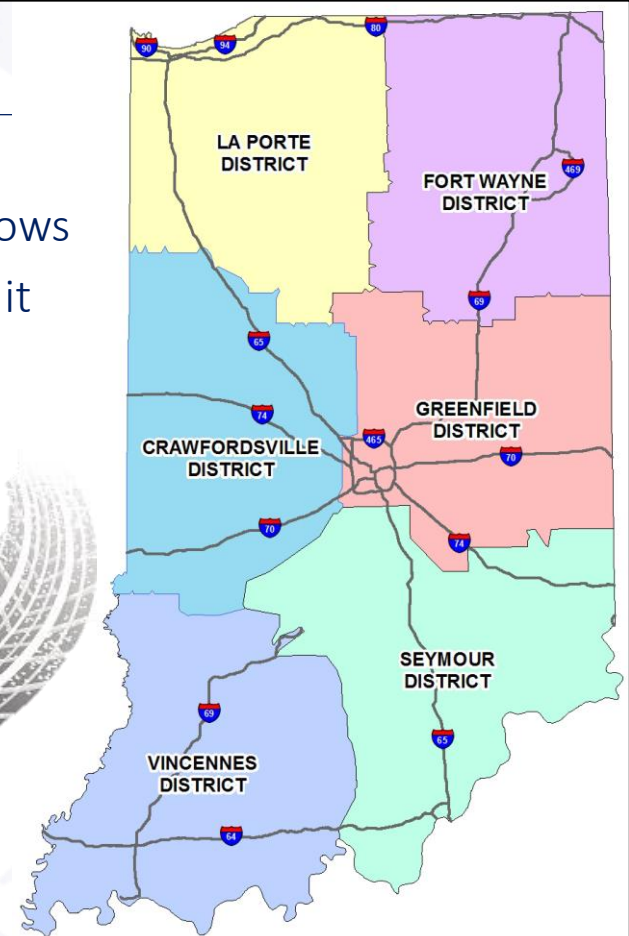 90
94
80
LA PORTE
DISTRICT
469
FORT WAYNE
DISTRICT
ows
it
69
65
GREENFIELD
DISTRICT
74
465
CRAWFORDSVILLE
DISTRICT
70
70
74
SEYMOUR
DISTRICT
69
65
VINCENNES
DISTRICT
64